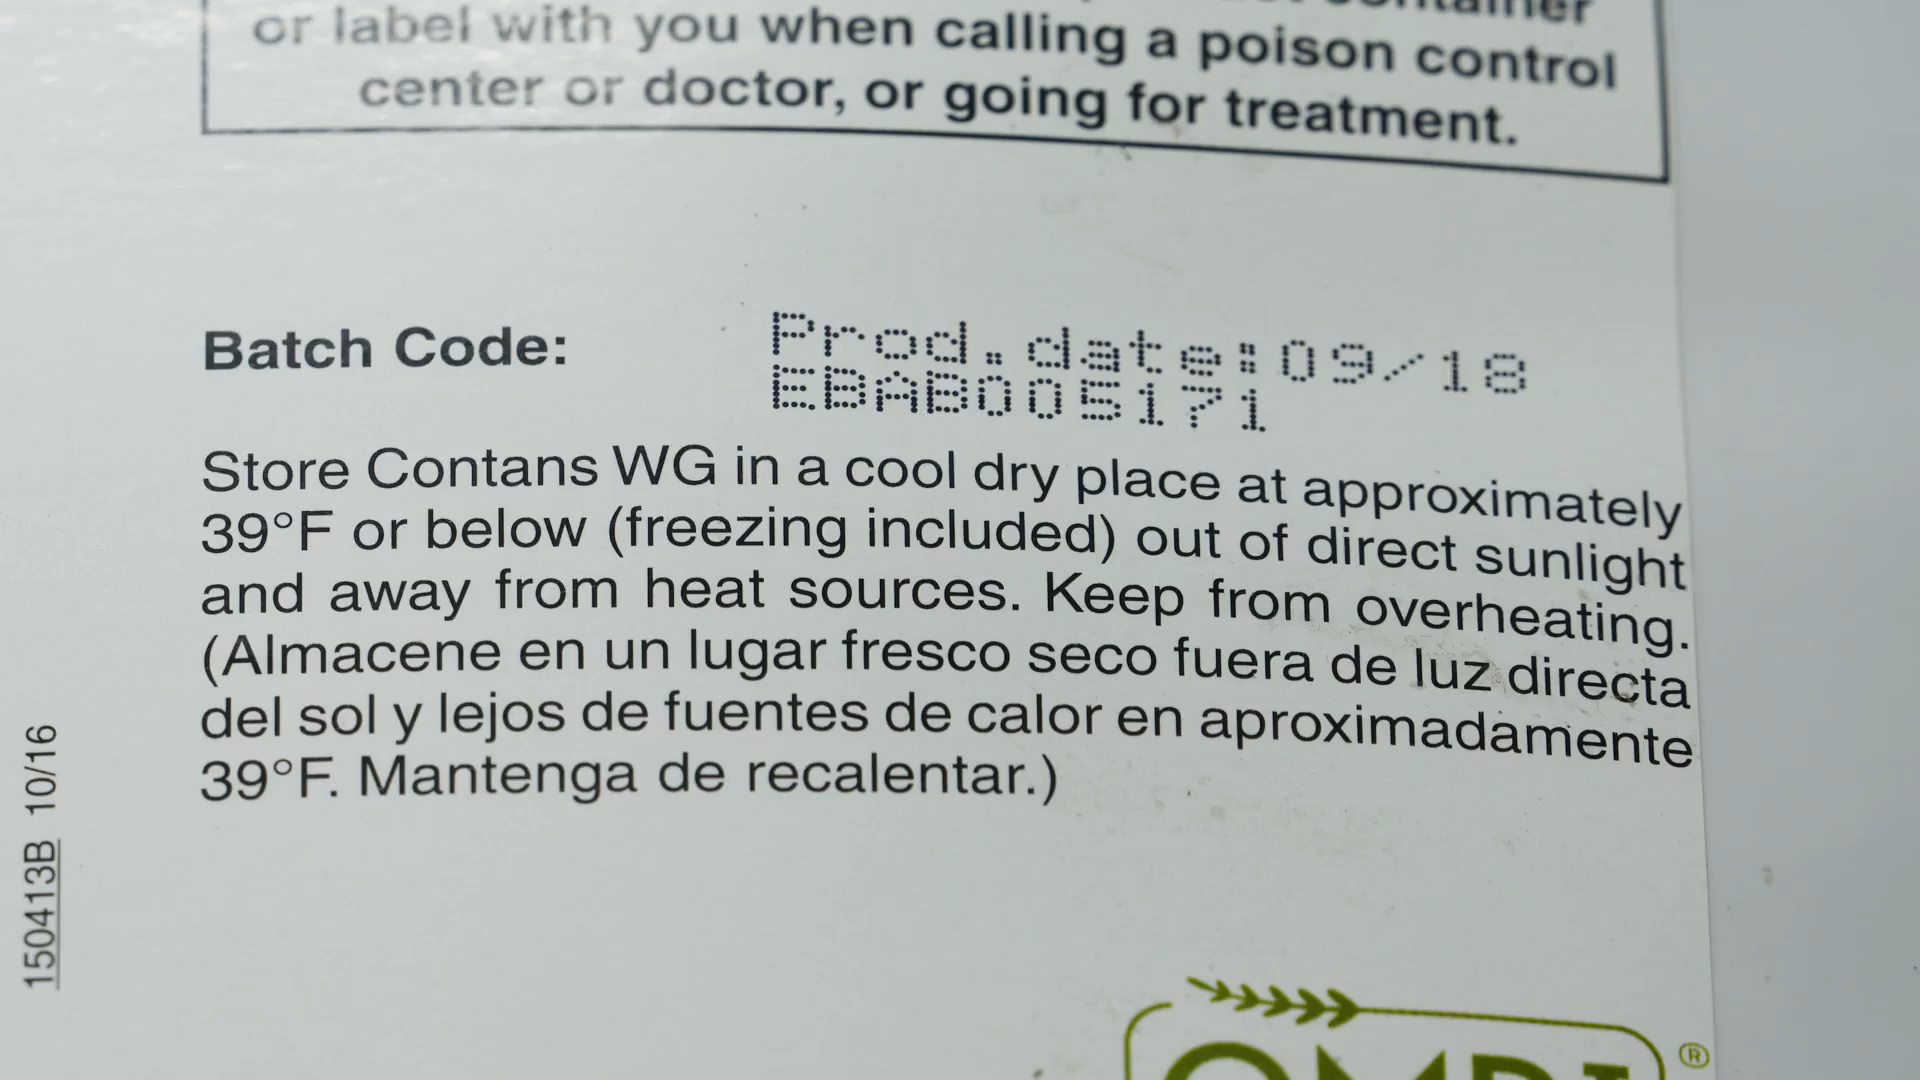 container
or label with you when calling a poison control
center or doctor, or going for treatment.
Batch Code:
Prod.date:09/18
EBAB005171
Store Contans WG in a cool dry place at approximately
39°F or below (freezing included) out of direct sunlight
and away from heat sources. Keep from overheating.
(Almacene en un lugar fresco seco fuera de luz directa
del sol y lejos de fuentes de calor en aproximadamente
39°F. Mantenga de recalentar.)
150413B 10/16
OMRI ®